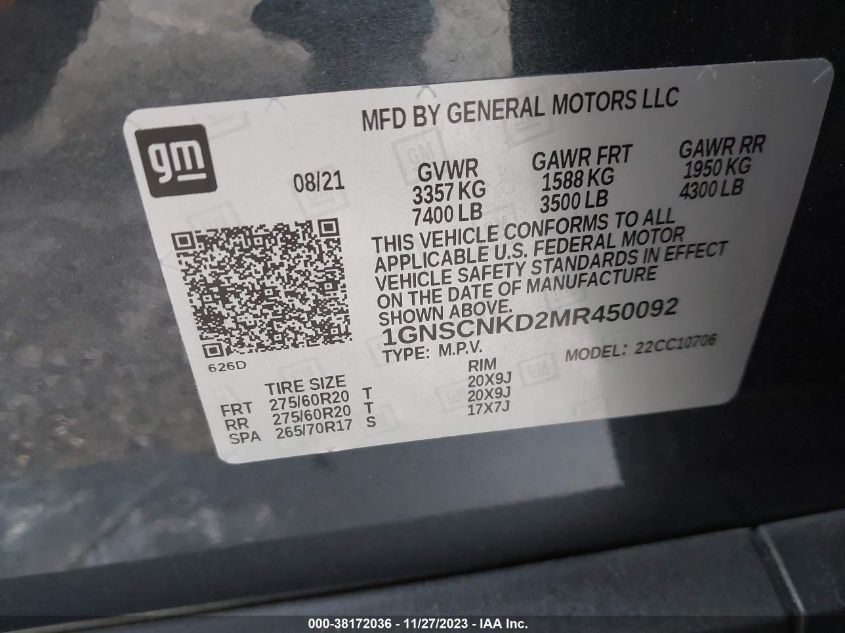 MFD BY GENERAL MOTORS LLC
gm
08/21
GVWR GAWR FRT GAWR RR
3357 KG 1588 KG 1950 KG
7400 LB 3500 LB 4300 LB
THIS VEHICLE CONFORMS TO ALL
APPLICABLE U.S. FEDERAL MOTOR
VEHICLE SAFETY STANDARDS IN EFFECT
ON THE DATE OF MANUFACTURE
SHOWN ABOVE.
1GNSCNKD2MR450092
TYPE: M.P.V. MODEL: 22CC10706
626D
TIRE SIZE RIM
FRT 275/60R20 T 20X9J
RR 275/60R20 T 20X9J
SPA 265/70R17 S 17X7J
000-38172036 - 11/27/2023 - IAA Inc.